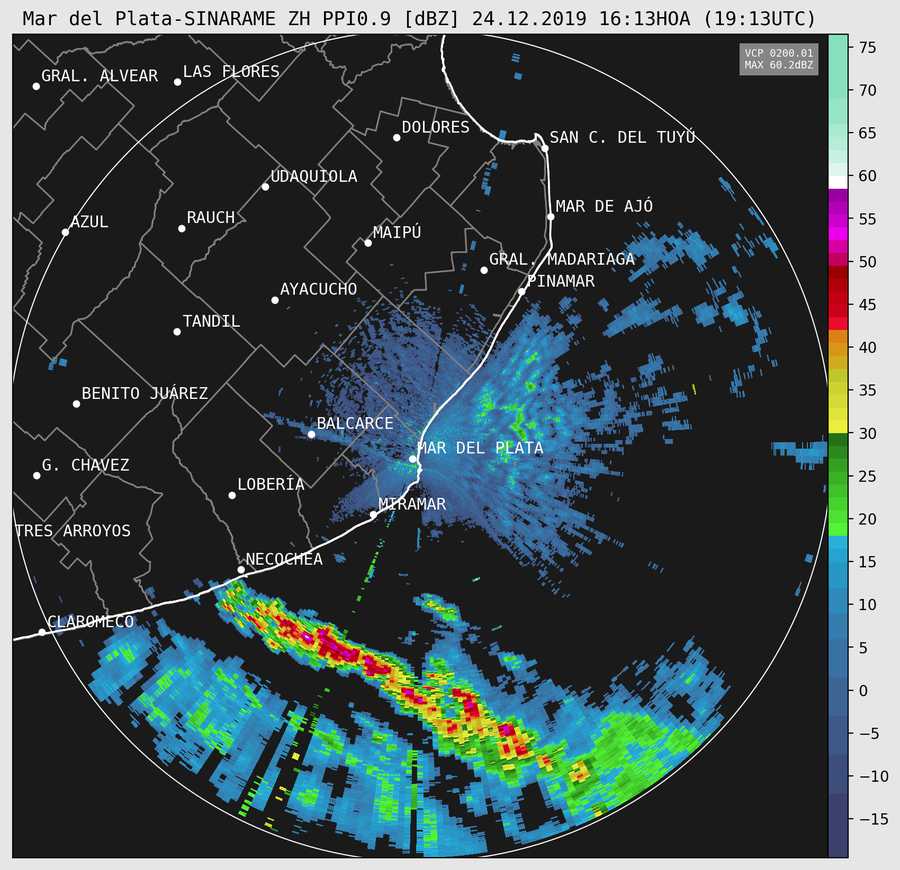 Mar del Plata-SINARAME ZH PPI0.9 [dBZ] 24.12.2019 16:13HOA (19:13UTC)
VCP 0200.01
MAX 60.2dBZ
GRAL. ALVEAR
LAS FLORES
DOLORES
SAN C. DEL TUYÚ
UDAQUIOLA
MAR DE AJÓ
AZUL
RAUCH
MAIPÚ
GRAL. MADARIAGA
PINAMAR
AYACUCHO
TANDIL
BENITO JUÁREZ
BALCARCE
MAR DEL PLATA
G. CHAVEZ
LOBERÍA
MIRAMAR
TRES ARROYOS
NECOCHEA
CLAROMECO
75
70
65
60
55
50
45
40
35
30
25
20
15
10
5
0
−5
−10
−15